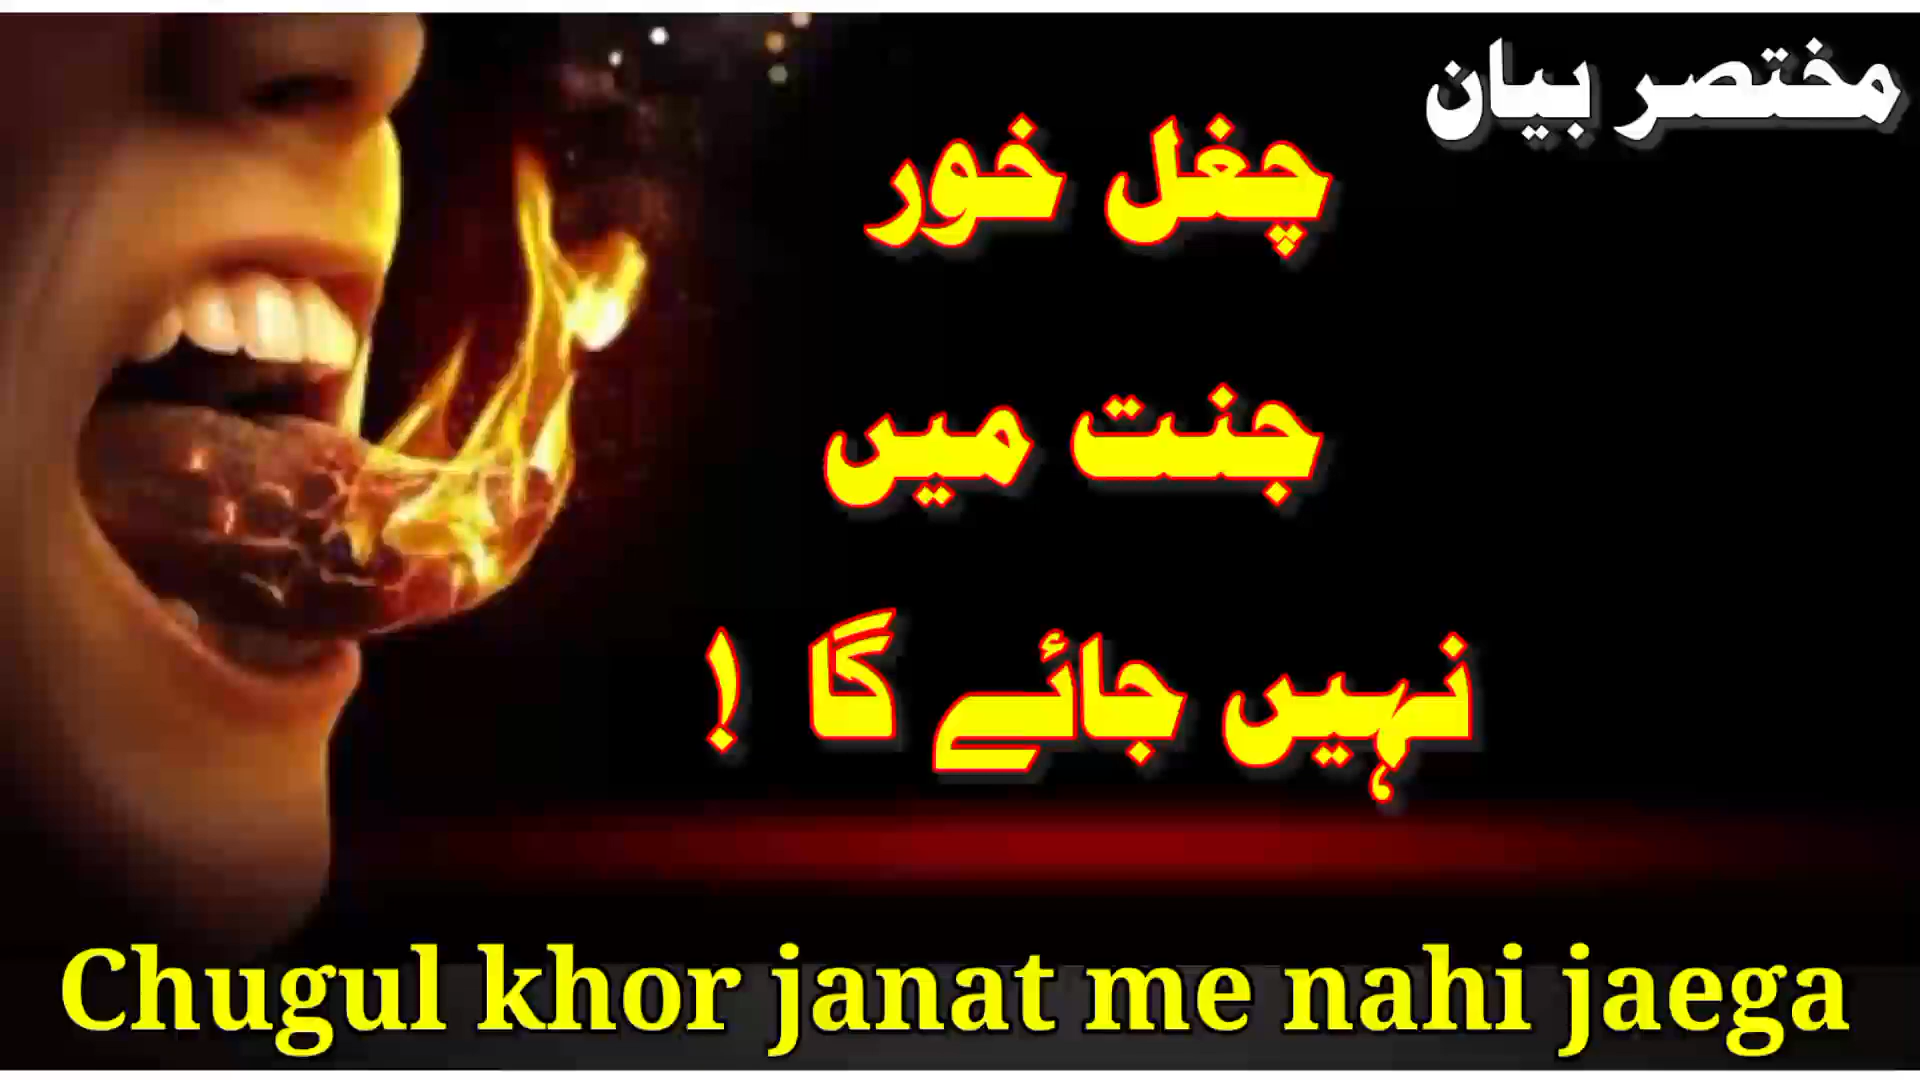 مختصر بیان
چغل خور
جنت میں
نہیں جائے گا !
Chugul khor janat me nahi jaega